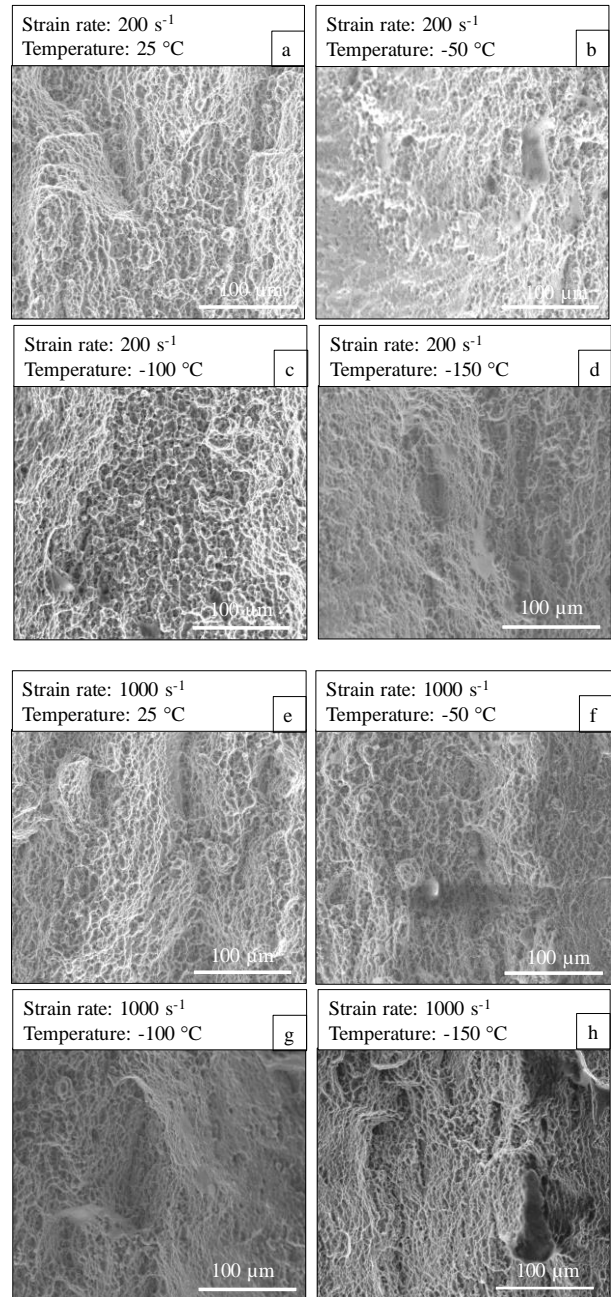 Strain rate: 200 s⁻¹
Temperature: 25 °C
a
100 µm
Strain rate: 200 s⁻¹
Temperature: -50 °C
b
100 µm
Strain rate: 200 s⁻¹
Temperature: -100 °C
c
100 µm
Strain rate: 200 s⁻¹
Temperature: -150 °C
d
100 µm
Strain rate: 1000 s⁻¹
Temperature: 25 °C
e
100 µm
Strain rate: 1000 s⁻¹
Temperature: -50 °C
f
100 µm
Strain rate: 1000 s⁻¹
Temperature: -100 °C
g
100 µm
Strain rate: 1000 s⁻¹
Temperature: -150 °C
h
100 µm